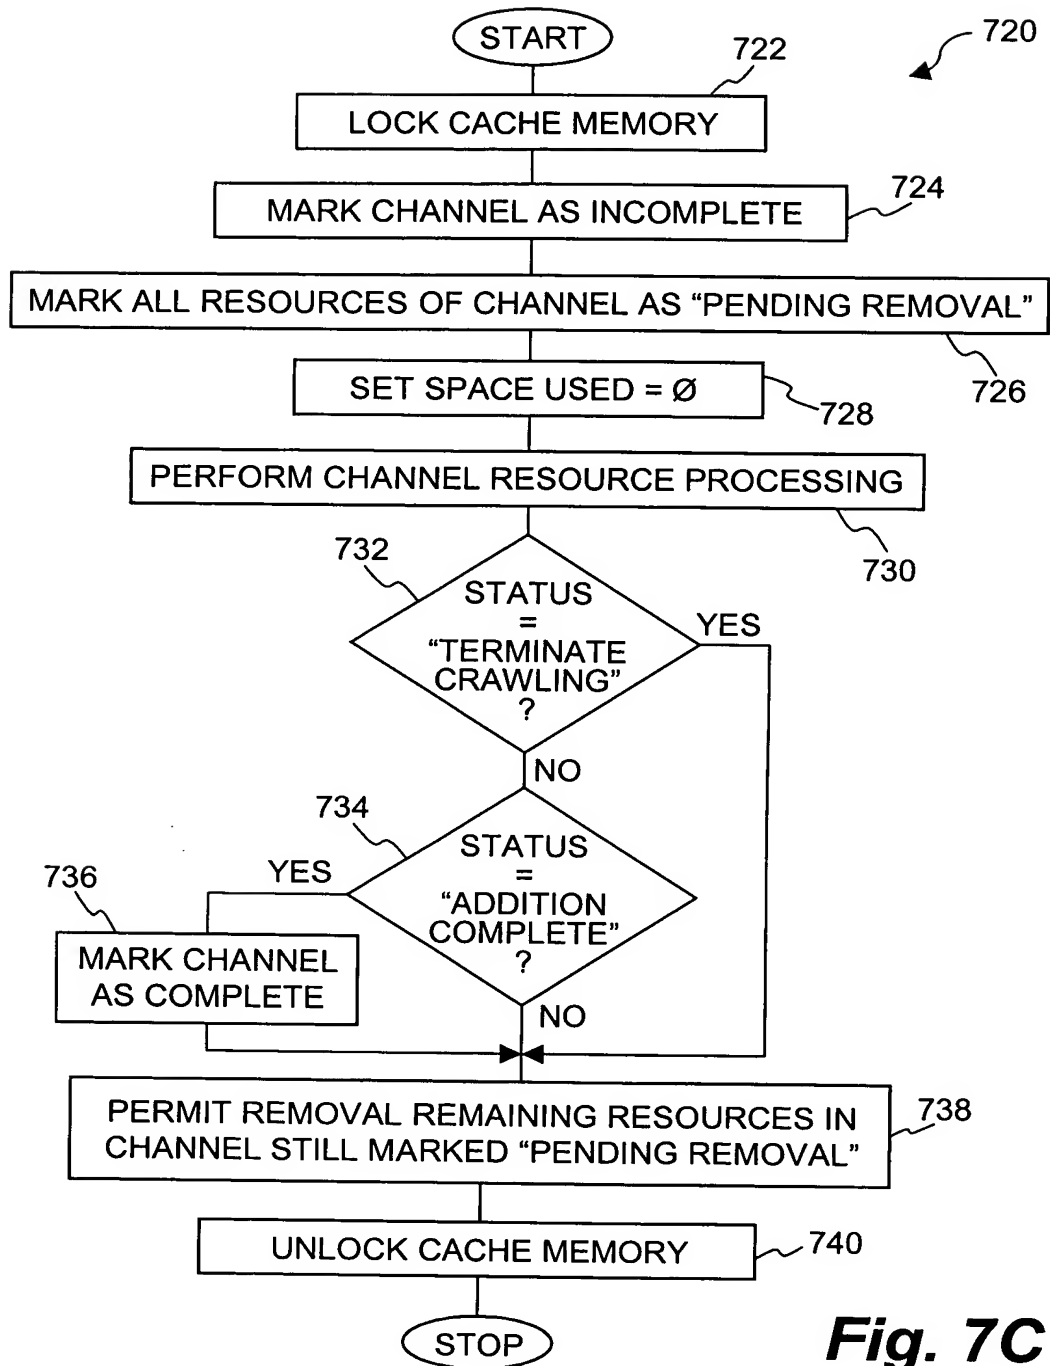 START
720
722
LOCK CACHE MEMORY
724
MARK CHANNEL AS INCOMPLETE
MARK ALL RESOURCES OF CHANNEL AS “PENDING REMOVAL”
726
SET SPACE USED = Ø
728
PERFORM CHANNEL RESOURCE PROCESSING
730
732
STATUS
=
“TERMINATE
CRAWLING”
?
YES
NO
734
STATUS
=
“ADDITION
COMPLETE”
?
YES
736
MARK CHANNEL
AS COMPLETE
NO
PERMIT REMOVAL REMAINING RESOURCES IN
CHANNEL STILL MARKED “PENDING REMOVAL”
738
UNLOCK CACHE MEMORY
740
STOP
Fig. 7C